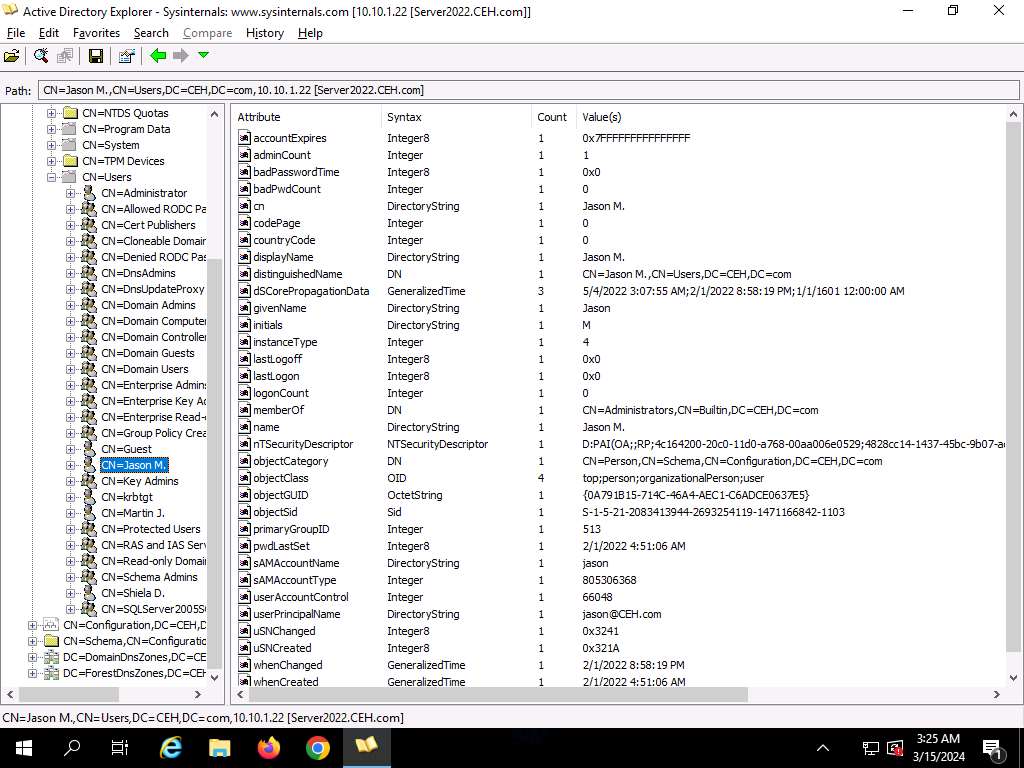 Active Directory Explorer - Sysinternals: www.sysinternals.com [10.10.1.22 [Server2022.CEH.com]]
File Edit Favorites Search Compare History Help
Path: CN=Jason M.,CN=Users,DC=CEH,DC=com,10.10.1.22 [Server2022.CEH.com]
CN=NTDS Quotas
CN=Program Data
CN=System
CN=TPM Devices
CN=Users
CN=Administrator
CN=Allowed RODC Pa
CN=Cert Publishers
CN=Cloneable Domain
CN=Denied RODC Pas
CN=DnsAdmins
CN=DnsUpdateProxy
CN=Domain Admins
CN=Domain Computer
CN=Domain Controller
CN=Domain Guests
CN=Domain Users
CN=Enterprise Admins
CN=Enterprise Key Ad
CN=Enterprise Read-
CN=Group Policy Crea
CN=Guest
CN=Jason M.
CN=Key Admins
CN=krbtgt
CN=Martin J.
CN=Protected Users
CN=RAS and IAS Serv
CN=Read-only Domai
CN=Schema Admins
CN=Shiela D.
CN=SQLServer2005S
CN=Configuration,DC=CEH,D
CN=Schema,CN=Configuratio
DC=DomainDnsZones,DC=CE
DC=ForestDnsZones,DC=CEH
Attribute Syntax Count Value(s)
accountExpires Integer8 1 0x7FFFFFFFFFFFFFFF
adminCount Integer 1 1
badPasswordTime Integer8 1 0x0
badPwdCount Integer 1 0
cn DirectoryString 1 Jason M.
codePage Integer 1 0
countryCode Integer 1 0
displayName DirectoryString 1 Jason M.
distinguishedName DN 1 CN=Jason M.,CN=Users,DC=CEH,DC=com
dSCorePropagationData GeneralizedTime 3 5/4/2022 3:07:55 AM;2/1/2022 8:58:19 PM;1/1/1601 12:00:00 AM
givenName DirectoryString 1 Jason
initials DirectoryString 1 M
instanceType Integer 1 4
lastLogoff Integer8 1 0x0
lastLogon Integer8 1 0x0
logonCount Integer 1 0
memberOf DN 1 CN=Administrators,CN=Builtin,DC=CEH,DC=com
name DirectoryString 1 Jason M.
nTSecurityDescriptor NTSecurityDescriptor 1 D:PAI(OA;;RP;4c164200-20c0-11d0-a768-00aa006e0529;4828cc14-1437-45bc-9b07-a
objectCategory DN 1 CN=Person,CN=Schema,CN=Configuration,DC=CEH,DC=com
objectClass OID 4 top;person;organizationalPerson;user
objectGUID OctetString 1 {0A791B15-714C-46A4-AEC1-C6ADCE0637E5}
objectSid Sid 1 S-1-5-21-2083413944-2693254119-1471166842-1103
primaryGroupID Integer 1 513
pwdLastSet Integer8 1 2/1/2022 4:51:06 AM
sAMAccountName DirectoryString 1 jason
sAMAccountType Integer 1 805306368
userAccountControl Integer 1 66048
userPrincipalName DirectoryString 1 jason@CEH.com
uSNChanged Integer8 1 0x3241
uSNCreated Integer8 1 0x321A
whenChanged GeneralizedTime 1 2/1/2022 8:58:19 PM
whenCreated GeneralizedTime 1 2/1/2022 4:51:06 AM
CN=Jason M.,CN=Users,DC=CEH,DC=com,10.10.1.22 [Server2022.CEH.com]
3:25 AM
3/15/2024
1